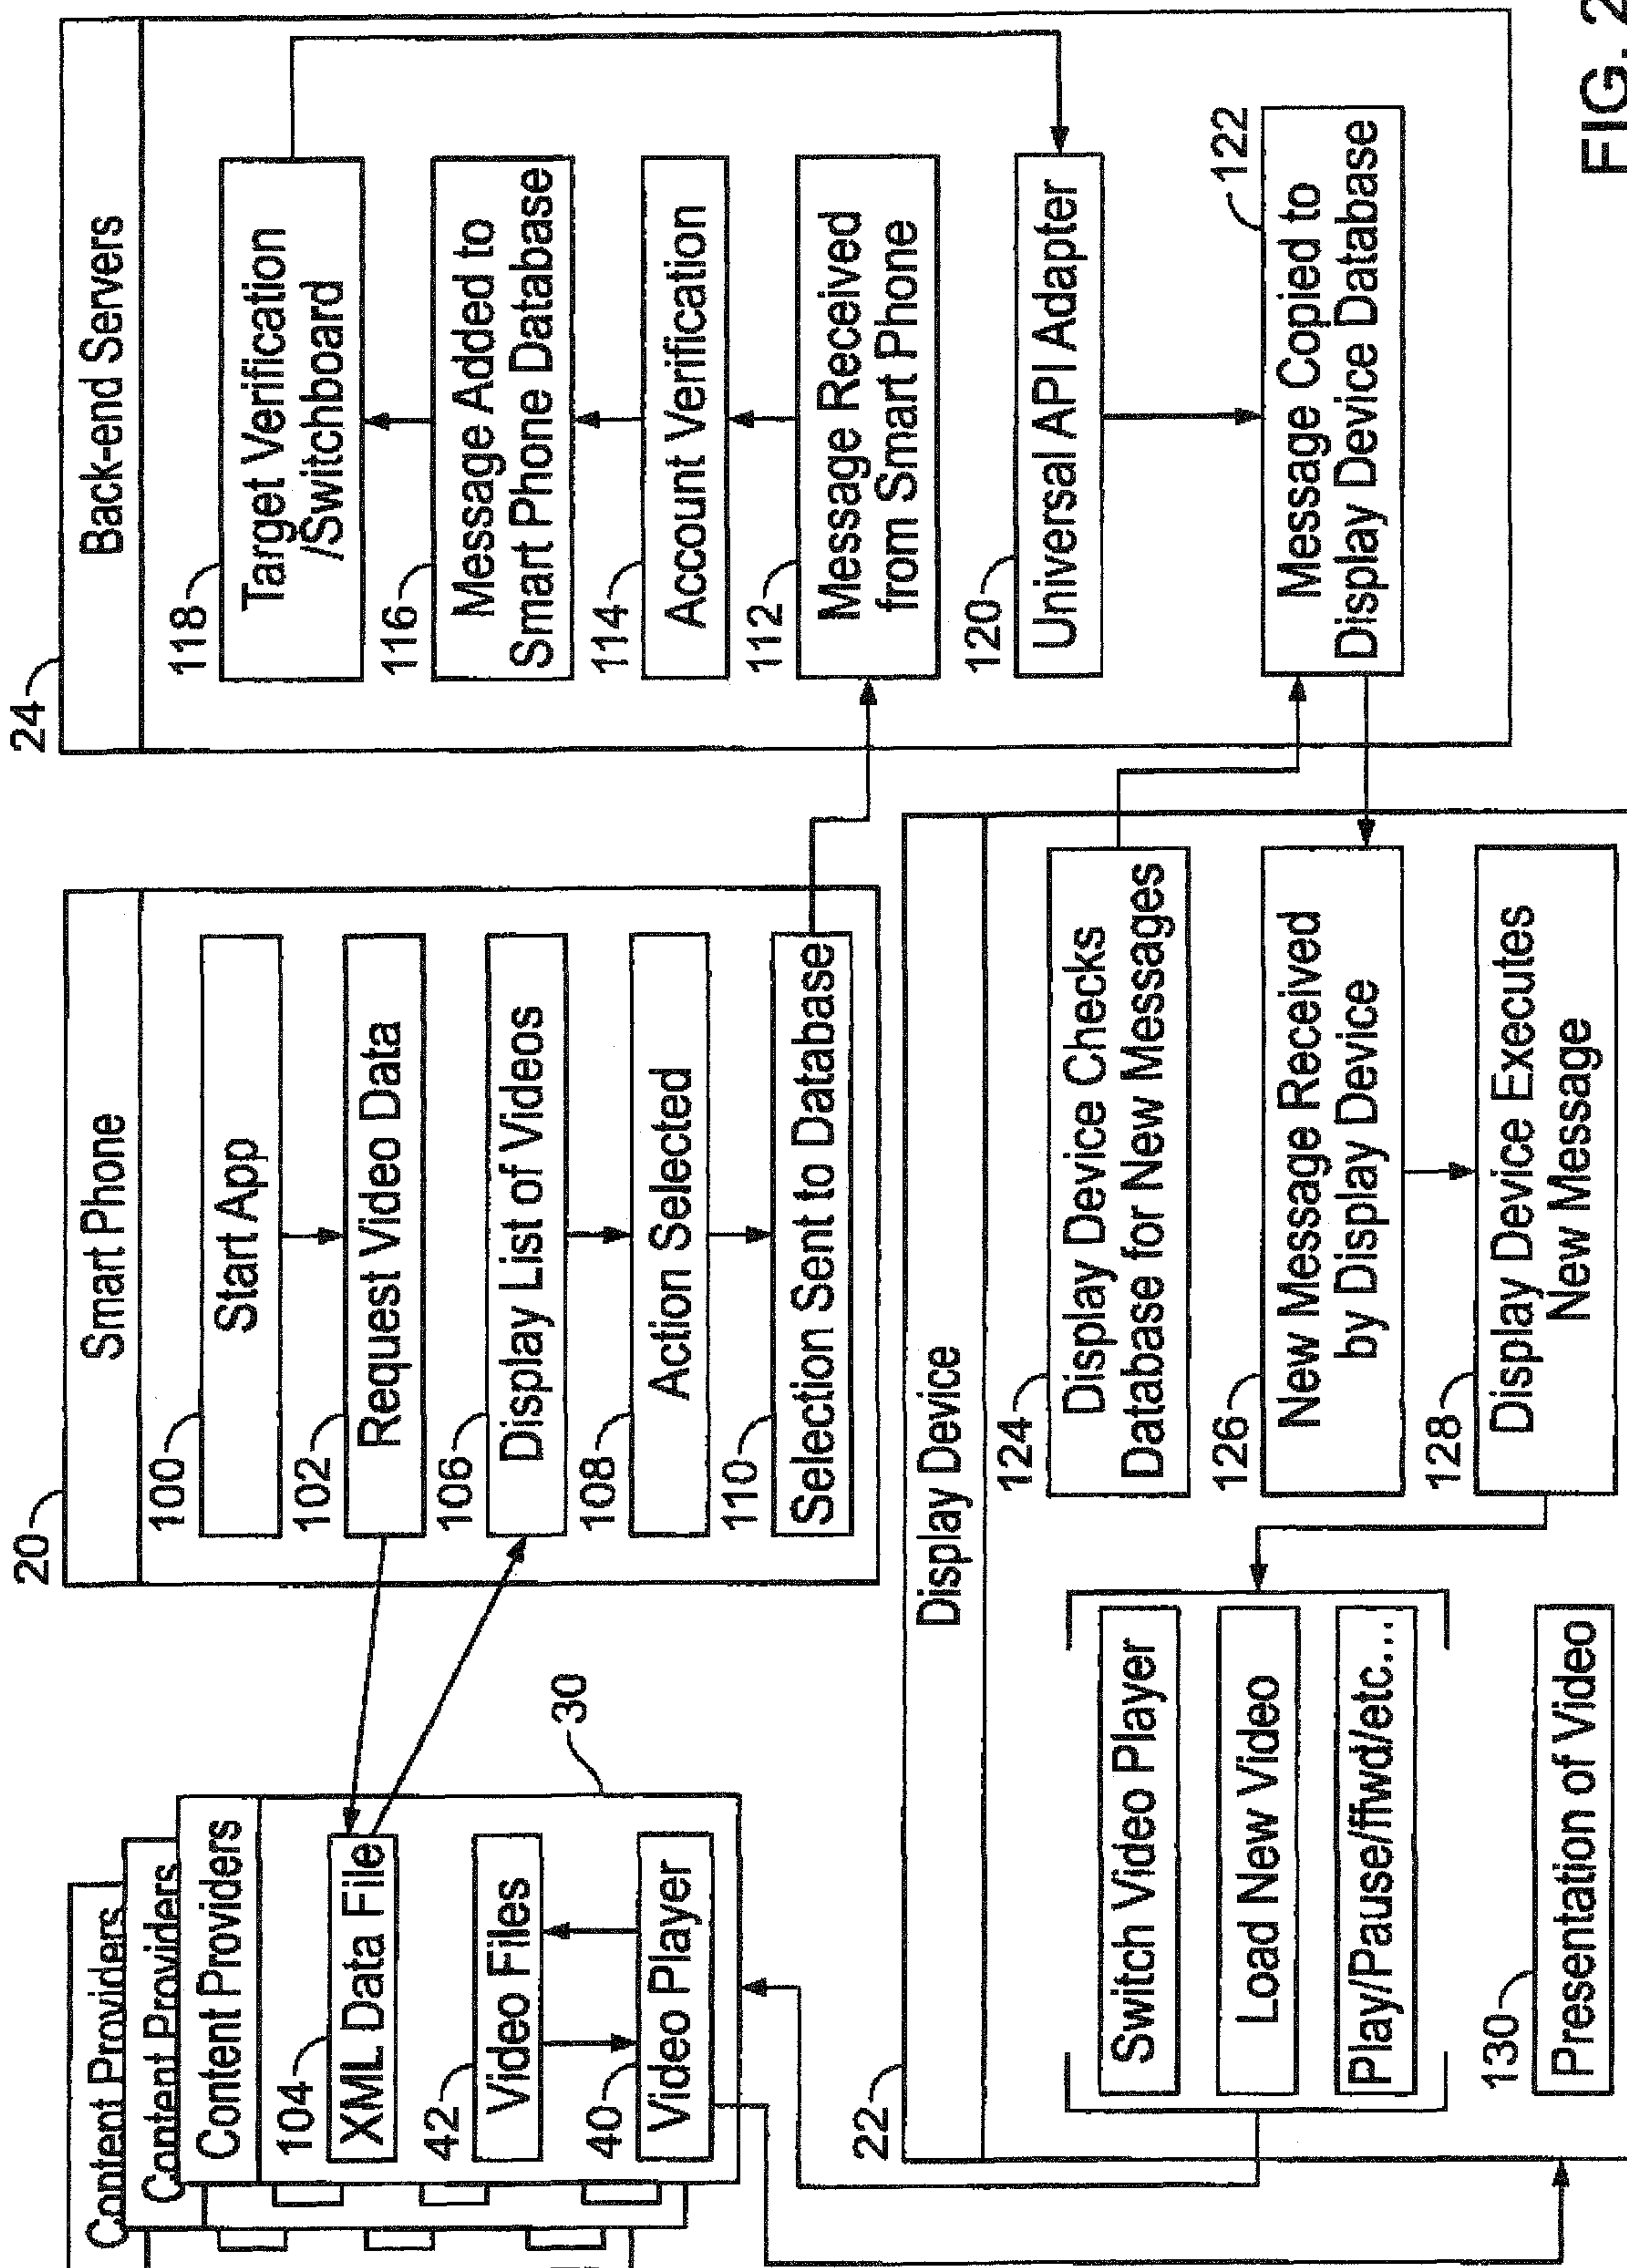 Content Providers
Content Providers
Content Providers
104
XML Data File
42
Video Files
40
Video Player
30
20
Smart Phone
100
Start App
102
Request Video Data
106
Display List of Videos
108
Action Selected
110
Selection Sent to Database
24
Back-end Servers
118
Target Verification
/Switchboard
116
Message Added to
Smart Phone Database
114
Account Verification
112
Message Received
from Smart Phone
120
Universal API Adapter
122
Message Copied to
Display Device Database
22
Display Device
124
Display Device Checks
Database for New Messages
126
New Message Received
by Display Device
128
Display Device Executes
New Message
Switch Video Player
Load New Video
Play/Pause/ffwd/etc...
130
Presentation of Video
FIG. 2